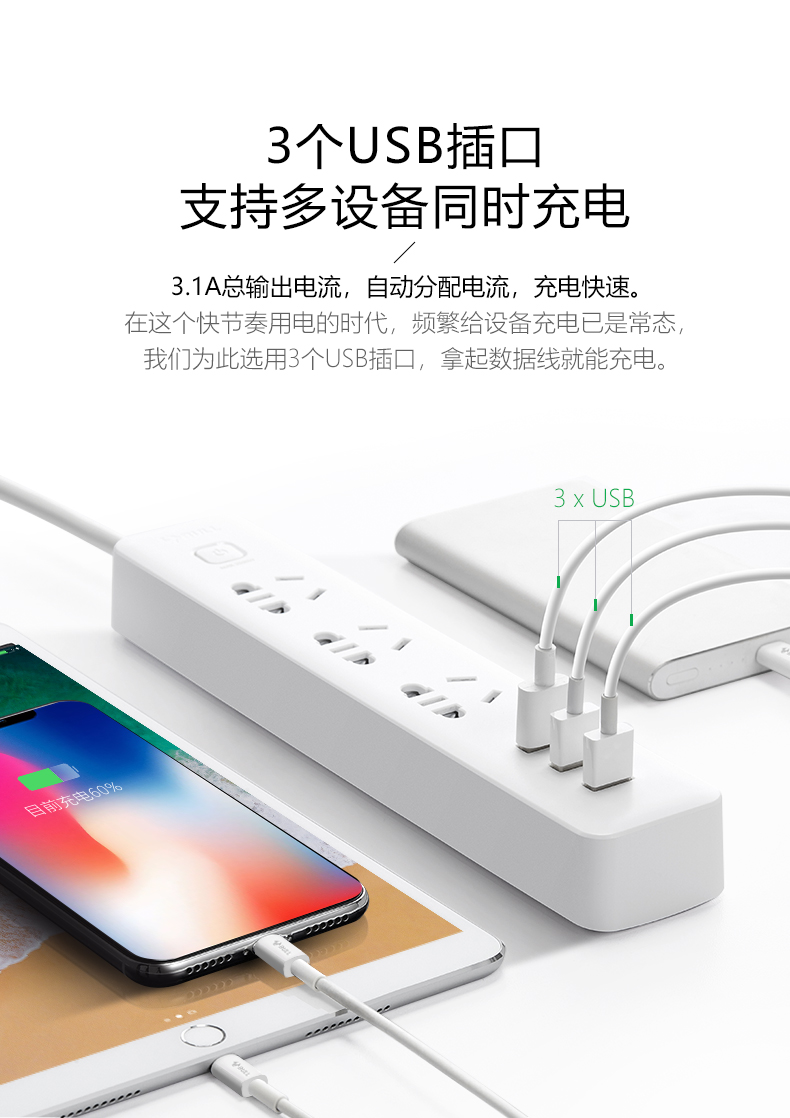 3个USB插口
支持多设备同时充电
3.1A总输出电流，自动分配电流，充电快速。
在这个快节奏用电的时代，频繁给设备充电已是常态，
我们为此选用3个USB插口，拿起数据线就能充电。
3 x USB
目前充电60%